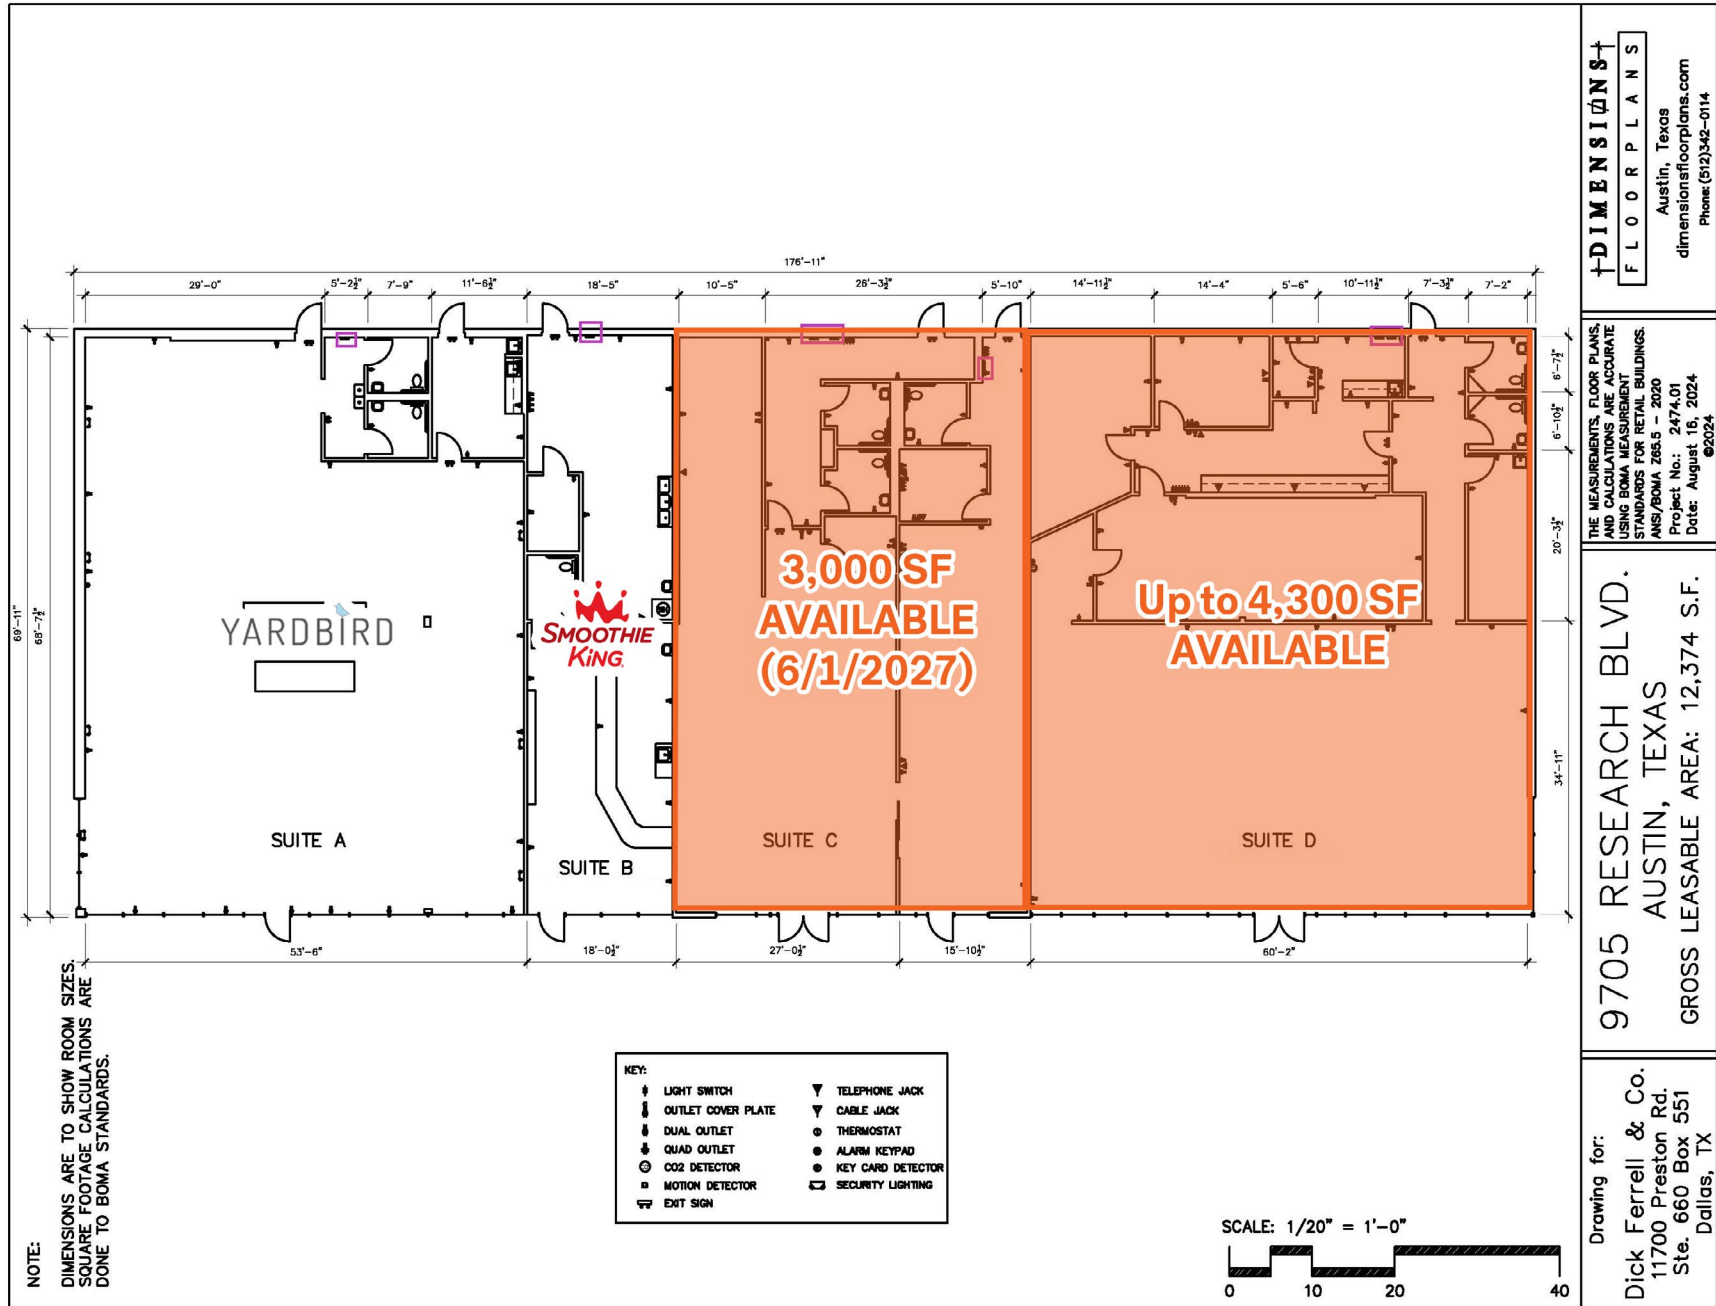 176'-11"
29'-0"
5'-2½"
7'-9"
11'-6½"
18'-5"
10'-5"
26'-3½"
5'-10"
14'-11½"
14'-4"
5'-6"
10'-11½"
7'-3½"
7'-2"
69'-11"
68'-7½"
6'-7½"
6'-10½"
20'-3½"
34'-11"
YARDBIRD
SMOOTHIE
KING
3,000 SF
AVAILABLE
(6/1/2027)
Up to 4,300 SF
AVAILABLE
SUITE A
SUITE B
SUITE C
SUITE D
53'-6"
18'-0½"
27'-0½"
15'-10½"
60'-2"
NOTE:
DIMENSIONS ARE TO SHOW ROOM SIZES.
SQUARE FOOTAGE CALCULATIONS ARE
DONE TO BOMA STANDARDS.
KEY:
LIGHT SWITCH
OUTLET COVER PLATE
DUAL OUTLET
QUAD OUTLET
CO2 DETECTOR
MOTION DETECTOR
EXIT SIGN
TELEPHONE JACK
CABLE JACK
THERMOSTAT
ALARM KEYPAD
KEY CARD DETECTOR
SECURITY LIGHTING
SCALE: 1/20" = 1'-0"
0 10 20 40
DIMENSIONS
FLOORPLANS
Austin, Texas
dimensionsfloorplans.com
Phone:(512)342-0114
THE MEASUREMENTS, FLOOR PLANS,
AND CALCULATIONS ARE ACCURATE
USING BOMA MEASUREMENT
STANDARDS FOR RETAIL BUILDINGS.
ANSI/BOMA Z65.5 - 2020
Project No.: 2474.01
Date: August 16, 2024
©2024
9705 RESEARCH BLVD.
AUSTIN, TEXAS
GROSS LEASABLE AREA: 12,374 S.F.
Drawing for:
Dick Ferrell & Co.
11700 Preston Rd.
Ste. 660 Box 551
Dallas, TX